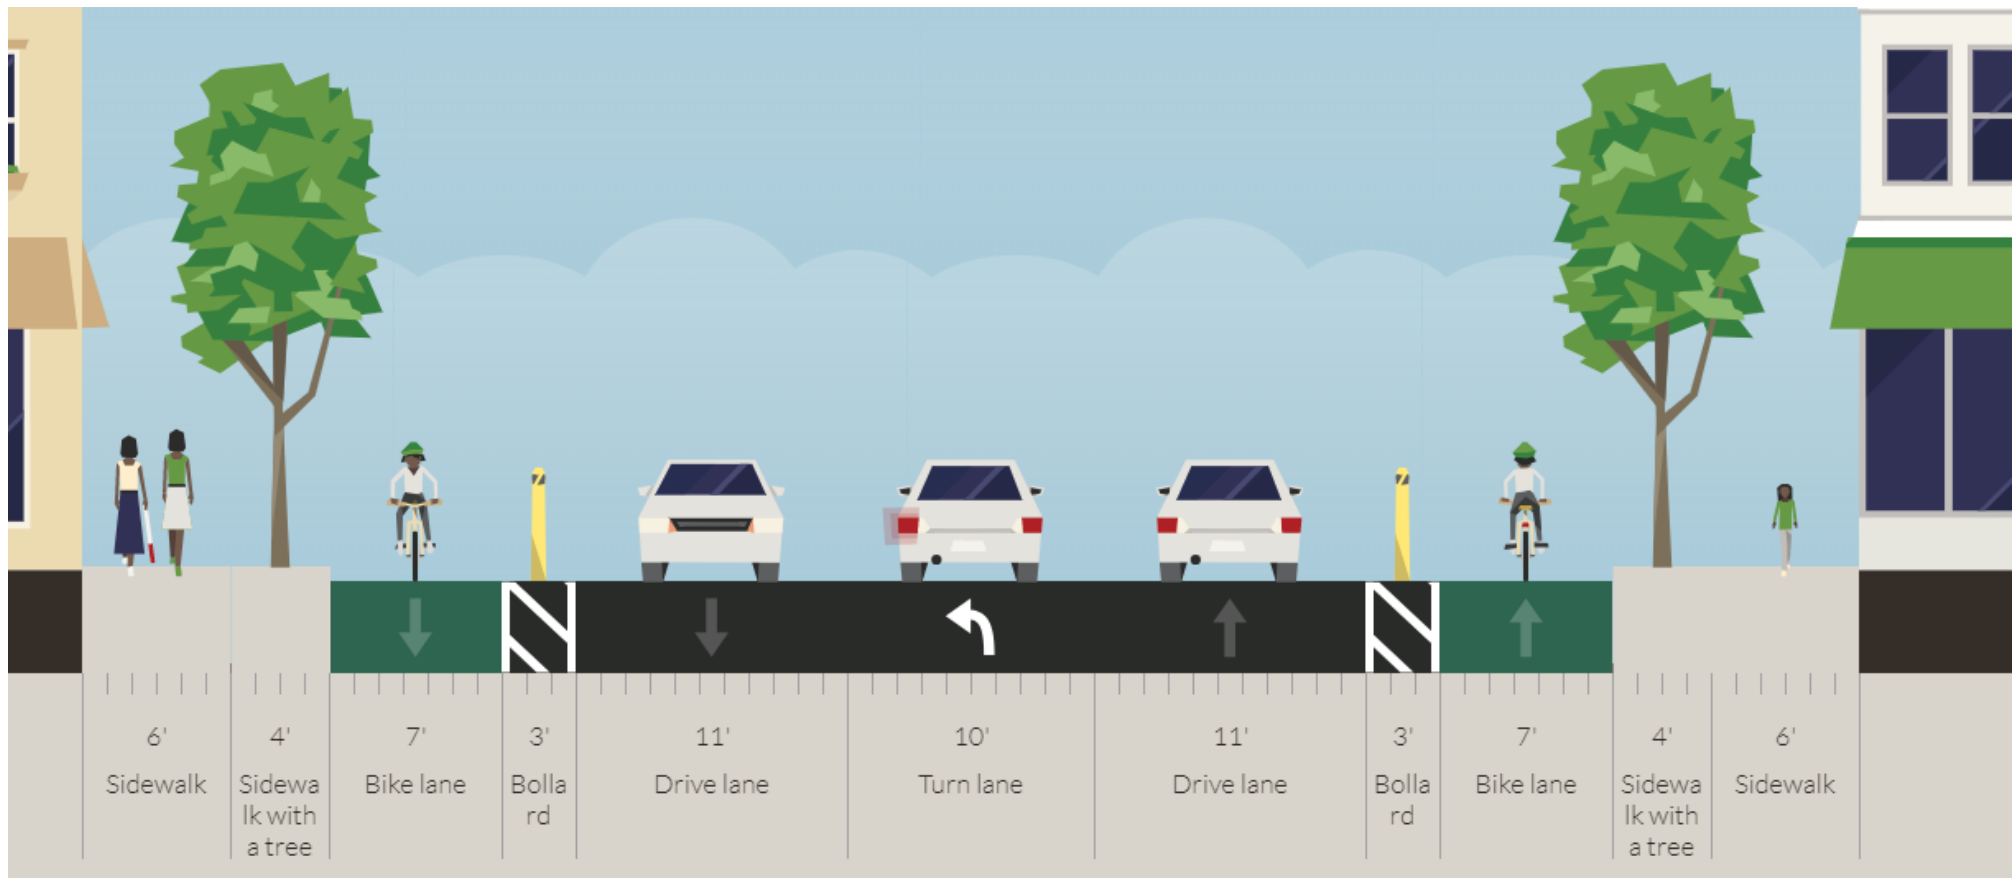 6' 4' 7' 3' 11' 10' 11' 3' 7' 4' 6'
Sidewalk Sidewa Bike lane Bolla Drive lane Turn lane Drive lane Bolla Bike lane Sidewa Sidewalk
lk with rd rd lk with
a tree a tree